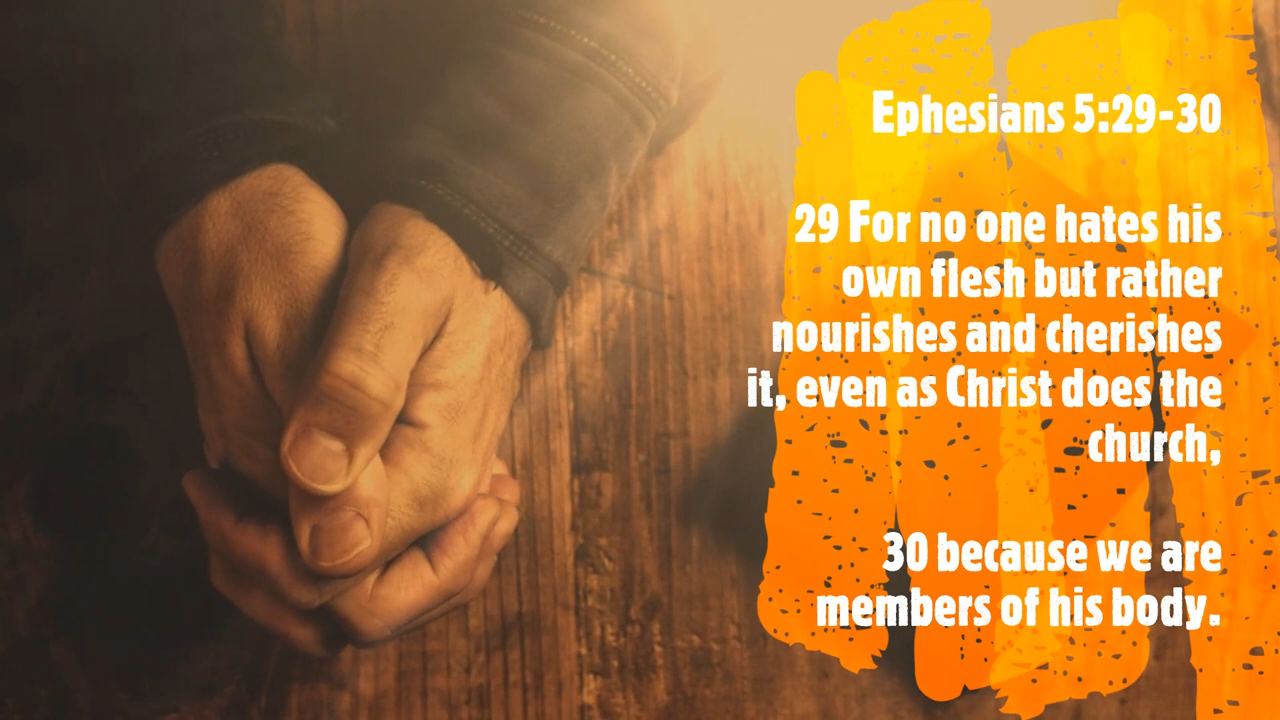 Ephesians 5:29-30
29 For no one hates his
own flesh but rather
nourishes and cherishes
it, even as Christ does the
church,
30 because we are
members of his body.